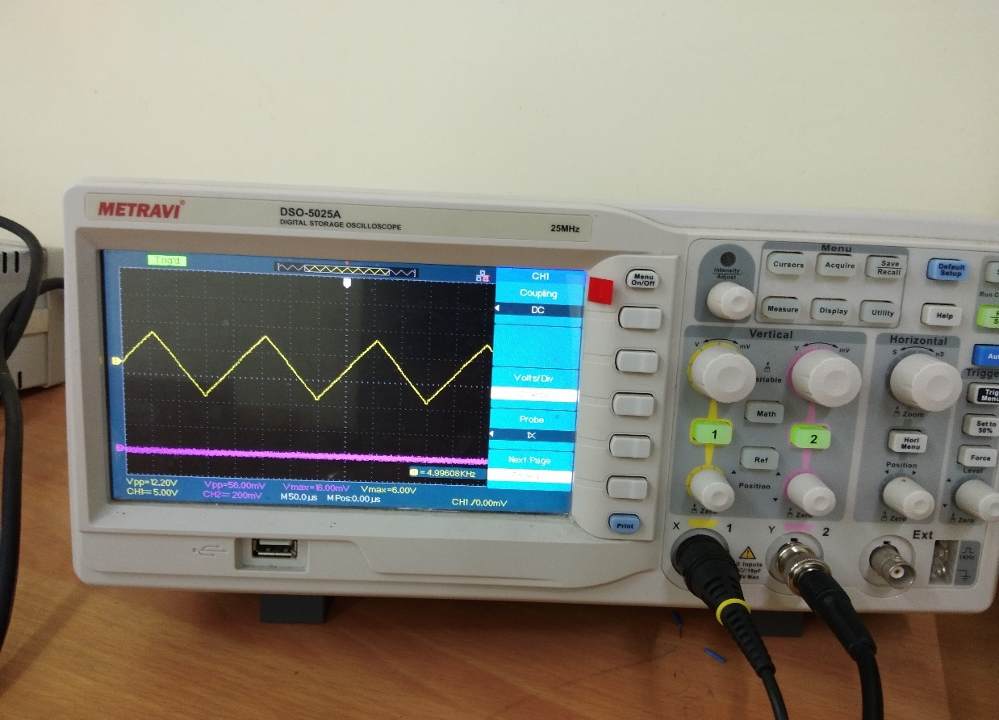 METRAVI®
DSO-5025A
DIGITAL STORAGE OSCILLOSCOPE
25MHz
Trig'd
CH1
Coupling
DC
Volts/Div
Probe
1X
Next Page
= 4.99608KHz
Vpp=12.20V Vpp=56.00mV Vmax=16.00mV Vmax=6.00V
CH1 5.00V CH2 200mV M 50.0µs M Pos:0.00µs CH1 /0.00mV
Menu On/Off
Print
Intensity
Adjust
Menu
Cursors
Acquire
Save
Recall
Measure
Display
Utility
Default
Setup
Help
Vertical
V mV
V mV
Math
1
2
Ref
Position
Zero
Zero
X 1
Y 2
Horizontal
S nS
Zoom
Hori
Menu
Position
Zero
Trig
Menu
Set to
50%
Force
Level
Zero
Ext